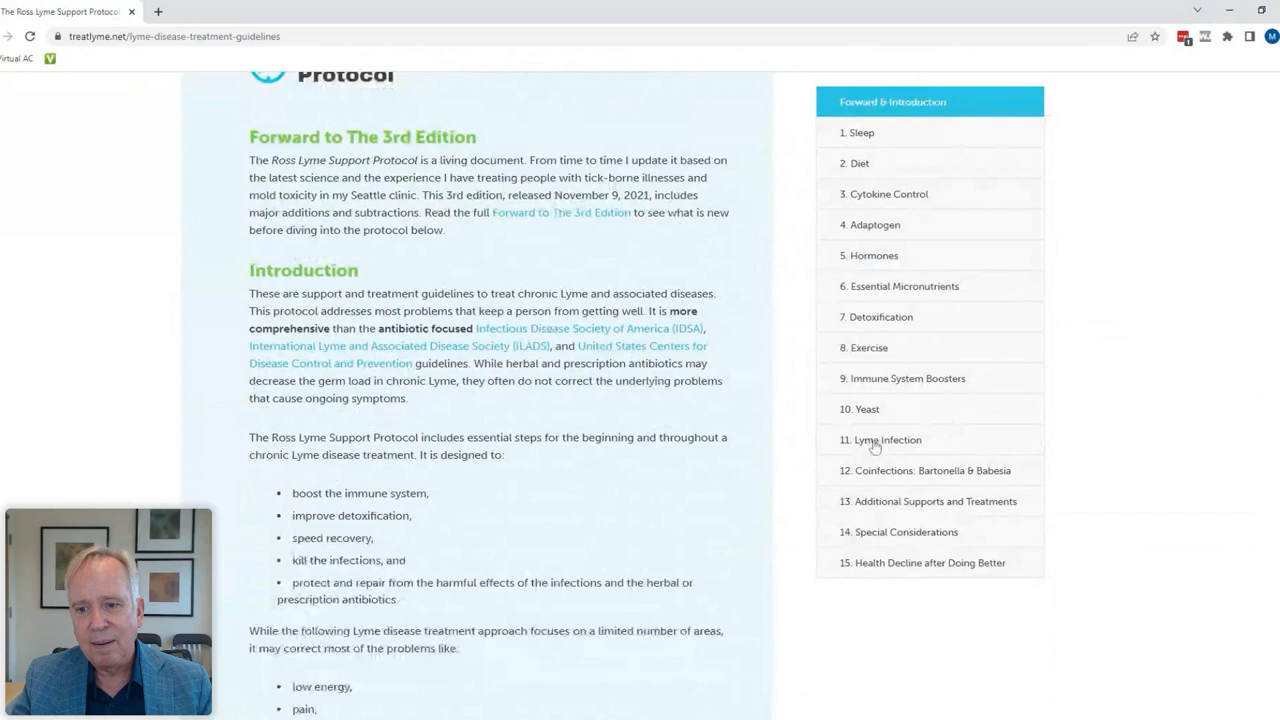 The Ross Lyme Support Protoco
treatlyme.net/lyme-disease-treatment-guidelines
1
M
irtual AC
V
Protocol
Forward to The 3rd Edition
The Ross Lyme Support Protocol is a living document. From time to time I update it based on
the latest science and the experience I have treating people with tick-borne illnesses and
mold toxicity in my Seattle clinic. This 3rd edition, released November 9, 2021, includes
major additions and subtractions. Read the full Forward to The 3rd Edition to see what is new
before diving into the protocol below.
Introduction
These are support and treatment guidelines to treat chronic Lyme and associated diseases.
This protocol addresses most problems that keep a person from getting well. It is more
comprehensive than the antibiotic focused Infectious Disease Society of America (IDSA),
International Lyme and Associated Disease Society (ILADS), and United States Centers for
Disease Control and Prevention guidelines. While herbal and prescription antibiotics may
decrease the germ load in chronic Lyme, they often do not correct the underlying problems
that cause ongoing symptoms.
The Ross Lyme Support Protocol includes essential steps for the beginning and throughout a
chronic Lyme disease treatment. It is designed to:
• boost the immune system,
• improve detoxification,
• speed recovery,
• kill the infections, and
• protect and repair from the harmful effects of the infections and the herbal or
prescription antibiotics.
While the following Lyme disease treatment approach focuses on a limited number of areas,
it may correct most of the problems like.
• low energy,
• pain,
Forward & Introduction
1. Sleep
2. Diet
3. Cytokine Control
4. Adaptogen
5. Hormones
6. Essential Micronutrients
7. Detoxification
8. Exercise
9. Immune System Boosters
10. Yeast
11. Lyme Infection
12. Coinfections: Bartonella & Babesia
13. Additional Supports and Treatments
14. Special Considerations
15. Health Decline after Doing Better